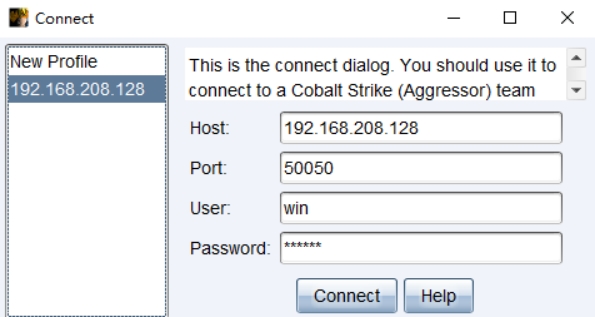 Connect
New Profile
192.168.208.128
This is the connect dialog. You should use it to
connect to a Cobalt Strike (Aggressor) team
Host: 192.168.208.128
Port: 50050
User: win
Password: ******
Connect Help